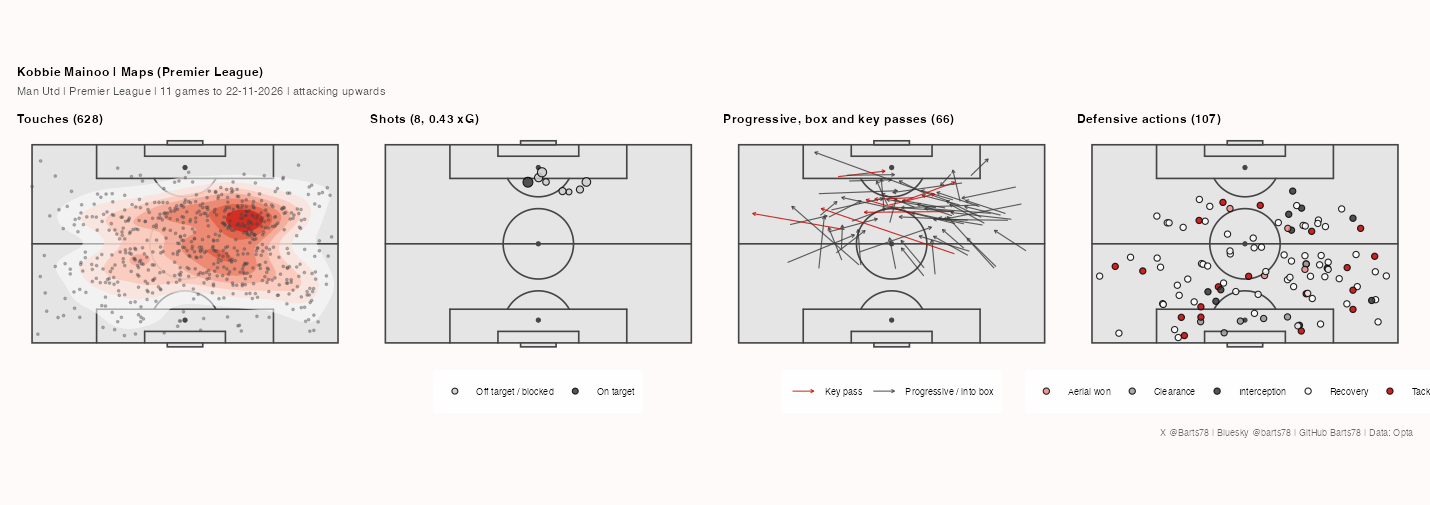 Kobbie Mainoo | Maps (Premier League)
Man Utd | Premier League | 11 games to 22-11-2026 | attacking upwards
Touches (628)
Shots (8, 0.43 xG)
Progressive, box and key passes (66)
Defensive actions (107)
Off target / blocked
On target
Key pass
Progressive / into box
Aerial won
Clearance
Interception
Recovery
Tack
X @Barts78 | Bluesky @barts78 | GitHub Barts78 | Data: Opta